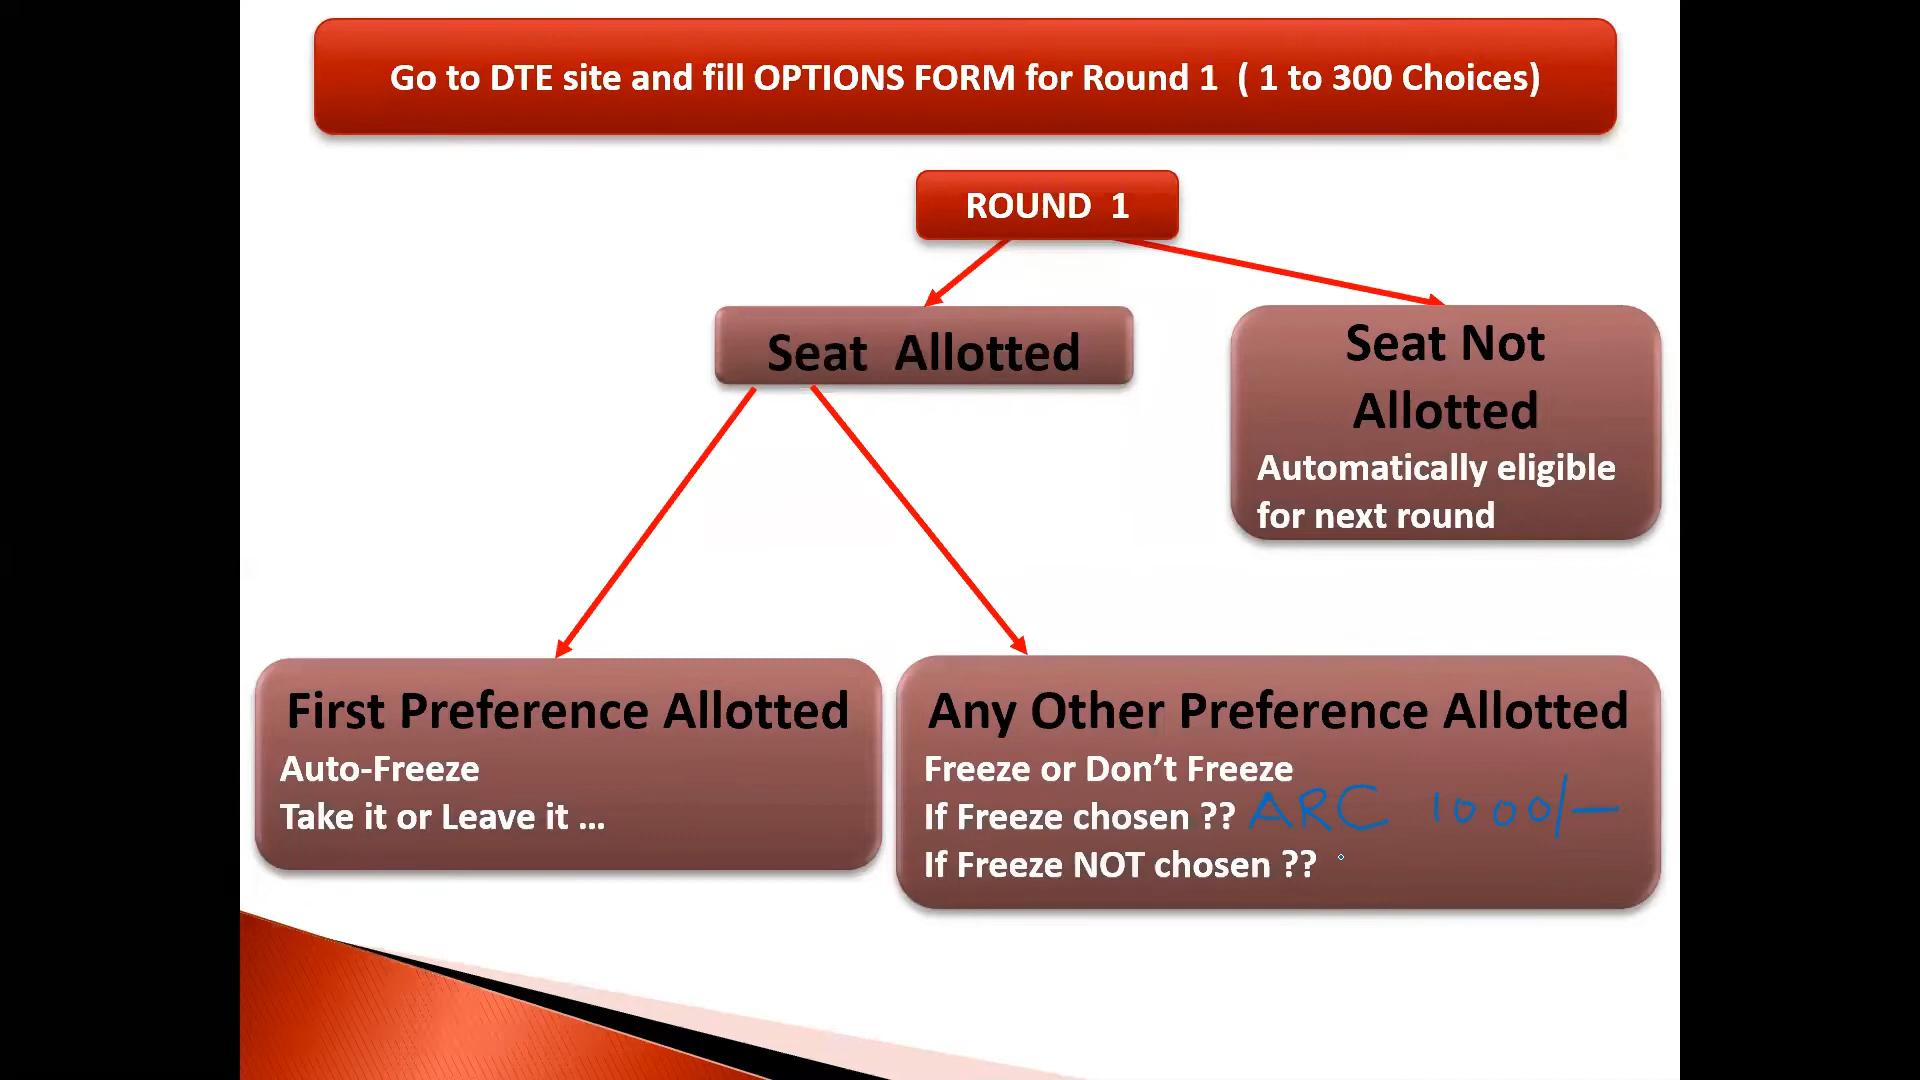 Go to DTE site and fill OPTIONS FORM for Round 1 ( 1 to 300 Choices)
ROUND 1
Seat Allotted
Seat Not
Allotted
Automatically eligible
for next round
First Preference Allotted
Auto-Freeze
Take it or Leave it ...
Any Other Preference Allotted
Freeze or Don't Freeze
If Freeze chosen ?? ARC 1000/-
If Freeze NOT chosen ??